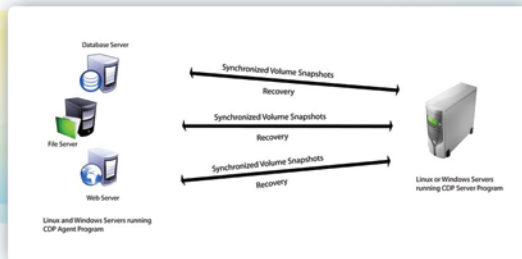 Database Server
Synchronized Volume Snapshots
Recovery
File Server
Synchronized Volume Snapshots
Recovery
Web Server
Synchronized Volume Snapshots
Recovery
Linux and Windows Servers running
CDP Agent Program
Linux or Windows Servers
running CDP Server Program